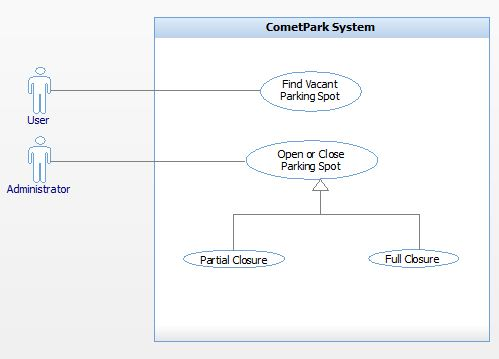 CometPark System
Find Vacant
Parking Spot
User
Open or Close
Parking Spot
Administrator
Partial Closure
Full Closure